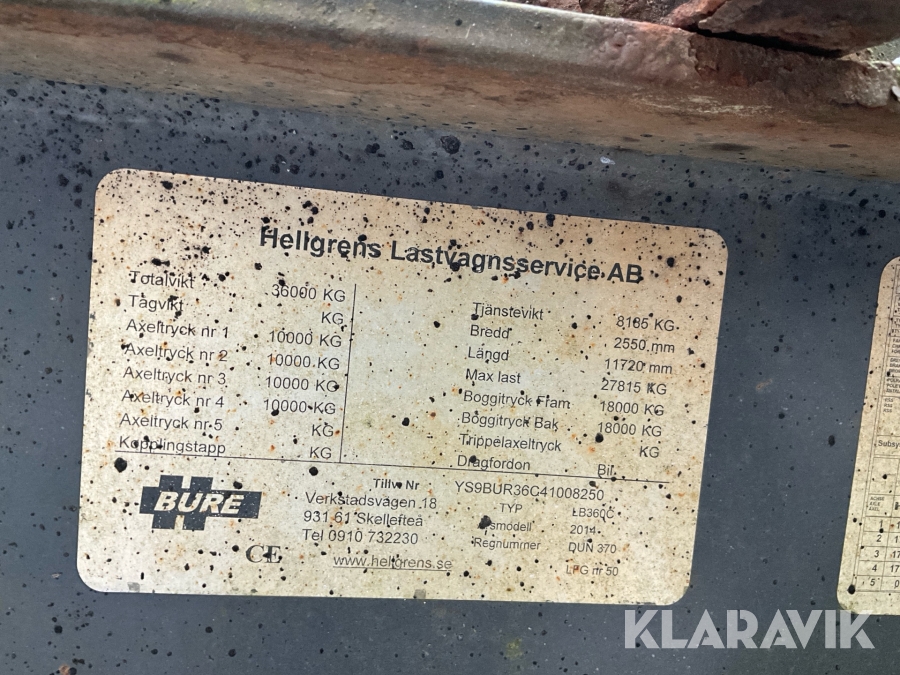 Hellgrens Lastvagnsservice AB
Totalvikt 36000 KG
Tågvikt KG
Axeltryck nr 1 10000 KG
Axeltryck nr 2 10000 KG
Axeltryck nr 3 10000 KG
Axeltryck nr 4 10000 KG
Axeltryck nr 5 KG
Kopplingstapp KG
Tjänstevikt 8185 KG
Bredd 2550 mm
Längd 11720 mm
Max last 27815 KG
Boggitryck Fram 18000 KG
Boggitryck Bak 18000 KG
Trippelaxeltryck KG
Dragfordon Bil
BURE
CE
Verkstadsvägen 18
931 61 Skellefteå
Tel 0910 732230
www.hellgrens.se
Tillv Nr YS9BUR36C41008250
TYP LB360C
Årsmodell 2014
Regnummer DUN 370
LPG nr 50
KLARAVIK